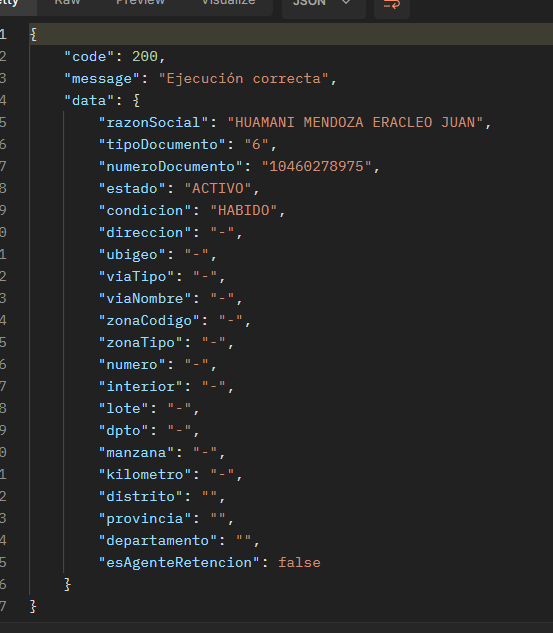 etty Raw Preview Visualize JSON
1 {
2 "code": 200,
3 "message": "Ejecución correcta",
4 "data": {
5 "razonSocial": "HUAMANI MENDOZA ERACLEO JUAN",
6 "tipoDocumento": "6",
7 "numeroDocumento": "10460278975",
8 "estado": "ACTIVO",
9 "condicion": "HABIDO",
0 "direccion": "-",
1 "ubigeo": "-",
2 "viaTipo": "-",
3 "viaNombre": "-",
4 "zonaCodigo": "-",
5 "zonaTipo": "-",
6 "numero": "-",
7 "interior": "-",
8 "lote": "-",
9 "dpto": "-",
0 "manzana": "-",
1 "kilometro": "-",
2 "distrito": "",
3 "provincia": "",
4 "departamento": "",
5 "esAgenteRetencion": false
6 }
7 }